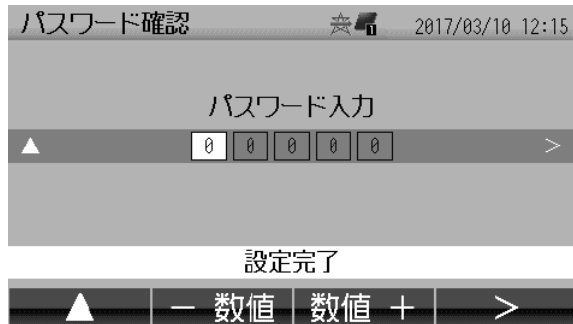 パスワード確認 1 2017/03/10 12:15
パスワード入力
▲ 0 0 0 0 0 >
設定完了
▲ － 数値 数値 ＋ >